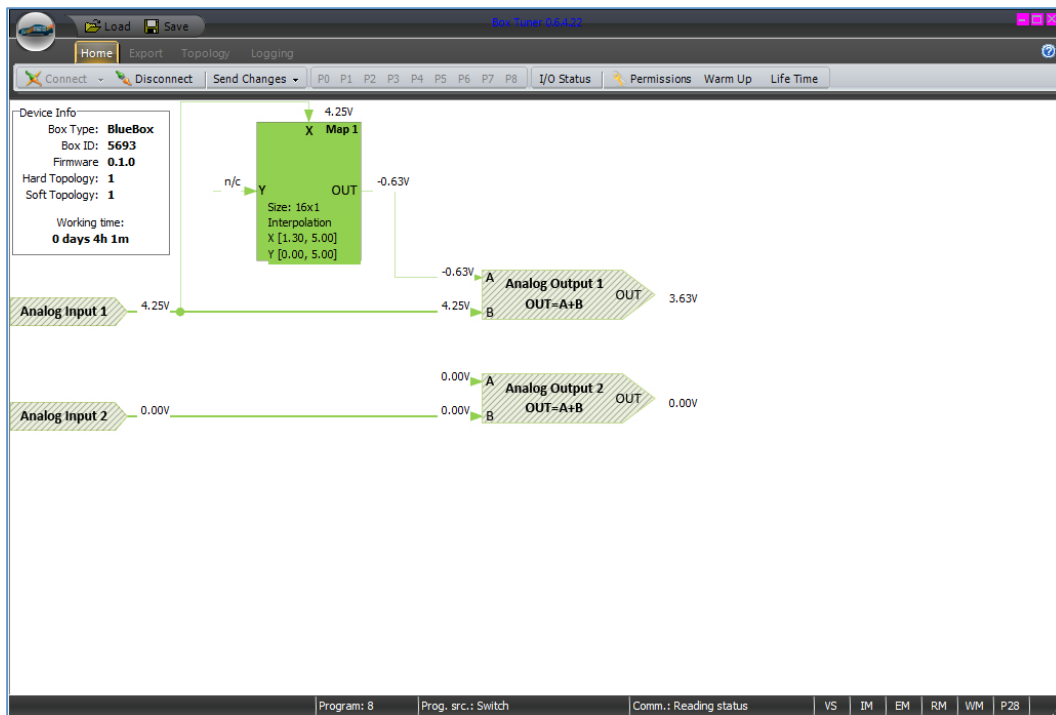 Load Save
Box Tuner 0.6.4.22
Home Export Topology Logging
Connect Disconnect Send Changes P0 P1 P2 P3 P4 P5 P6 P7 P8 I/O Status Permissions Warm Up Life Time
Device Info
Box Type: BlueBox
Box ID: 5693
Firmware 0.1.0
Hard Topology: 1
Soft Topology: 1
Working time:
0 days 4h 1m
4.25V
X Map 1
n/c Y OUT -0.63V
Size: 16x1
Interpolation
X [1.30, 5.00]
Y [0.00, 5.00]
Analog Input 1 4.25V
-0.63V A Analog Output 1
OUT 3.63V
OUT=A+B
4.25V B
Analog Input 2 0.00V
0.00V A Analog Output 2
OUT 0.00V
OUT=A+B
0.00V B
Program: 8 Prog. src.: Switch Comm.: Reading status VS IM EM RM WM P28